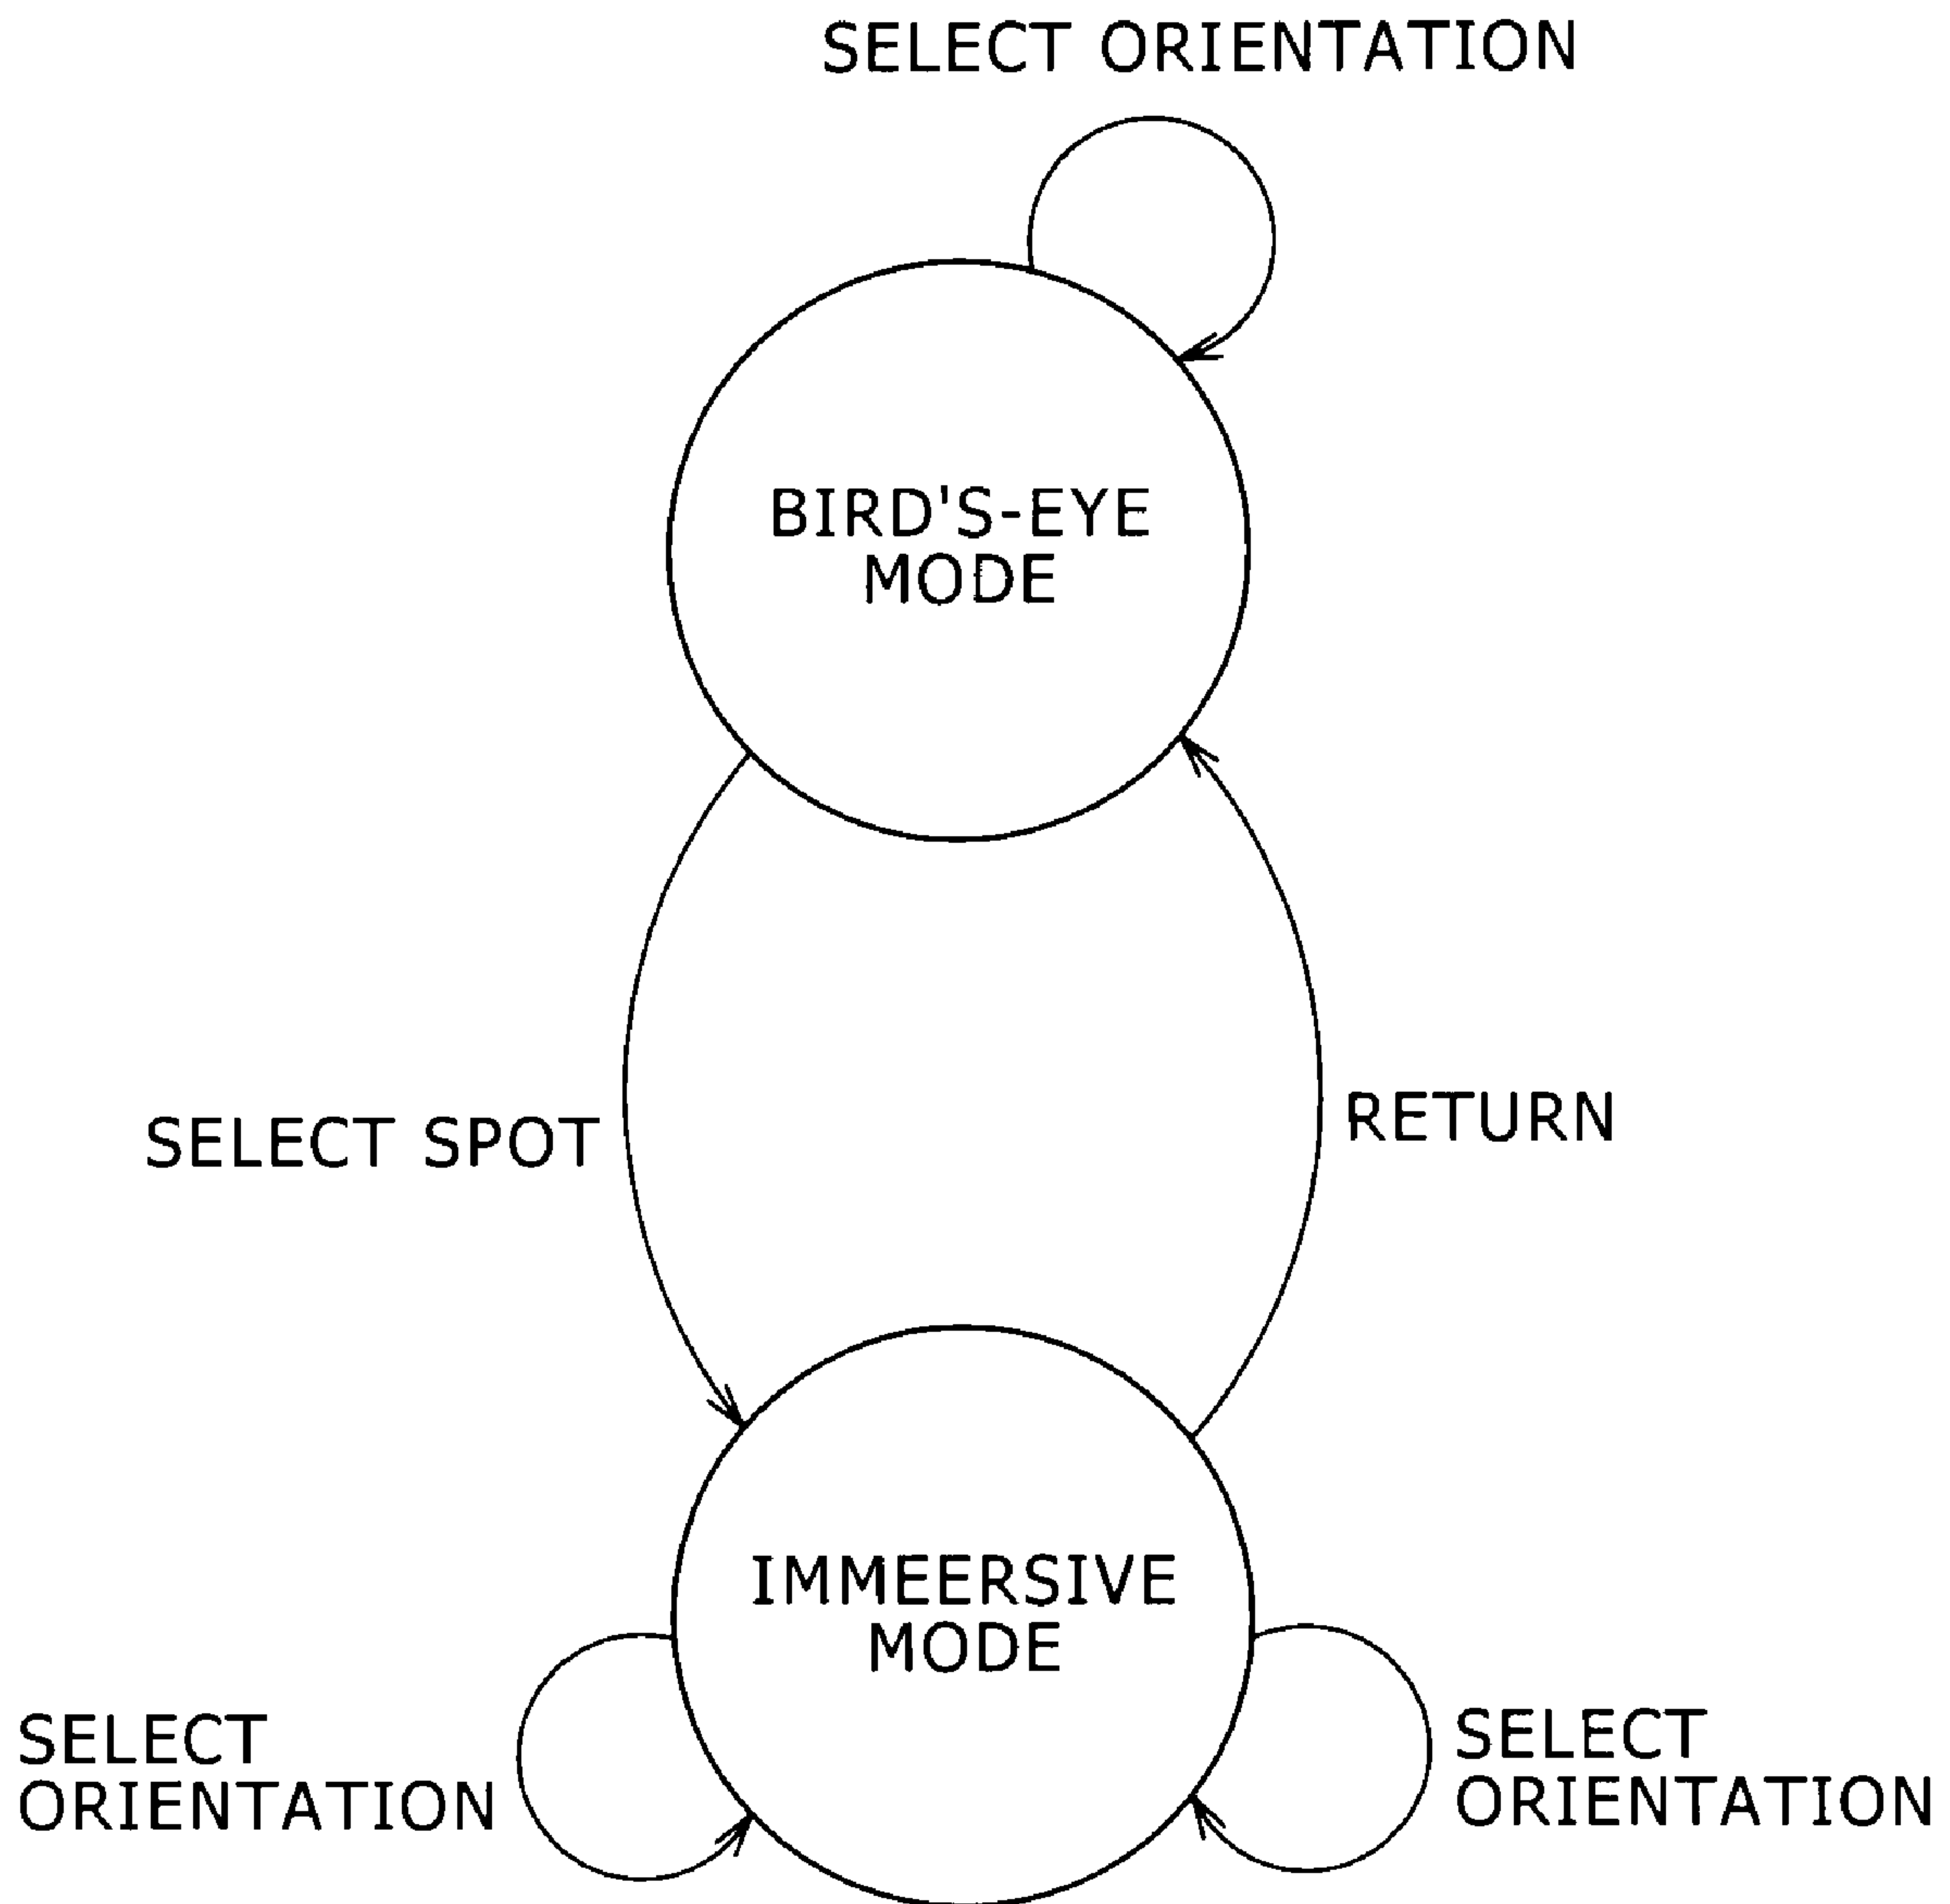 SELECT ORIENTATION
BIRD'S-EYE
MODE
SELECT SPOT
RETURN
IMMEERSIVE
MODE
SELECT
ORIENTATION
SELECT
ORIENTATION